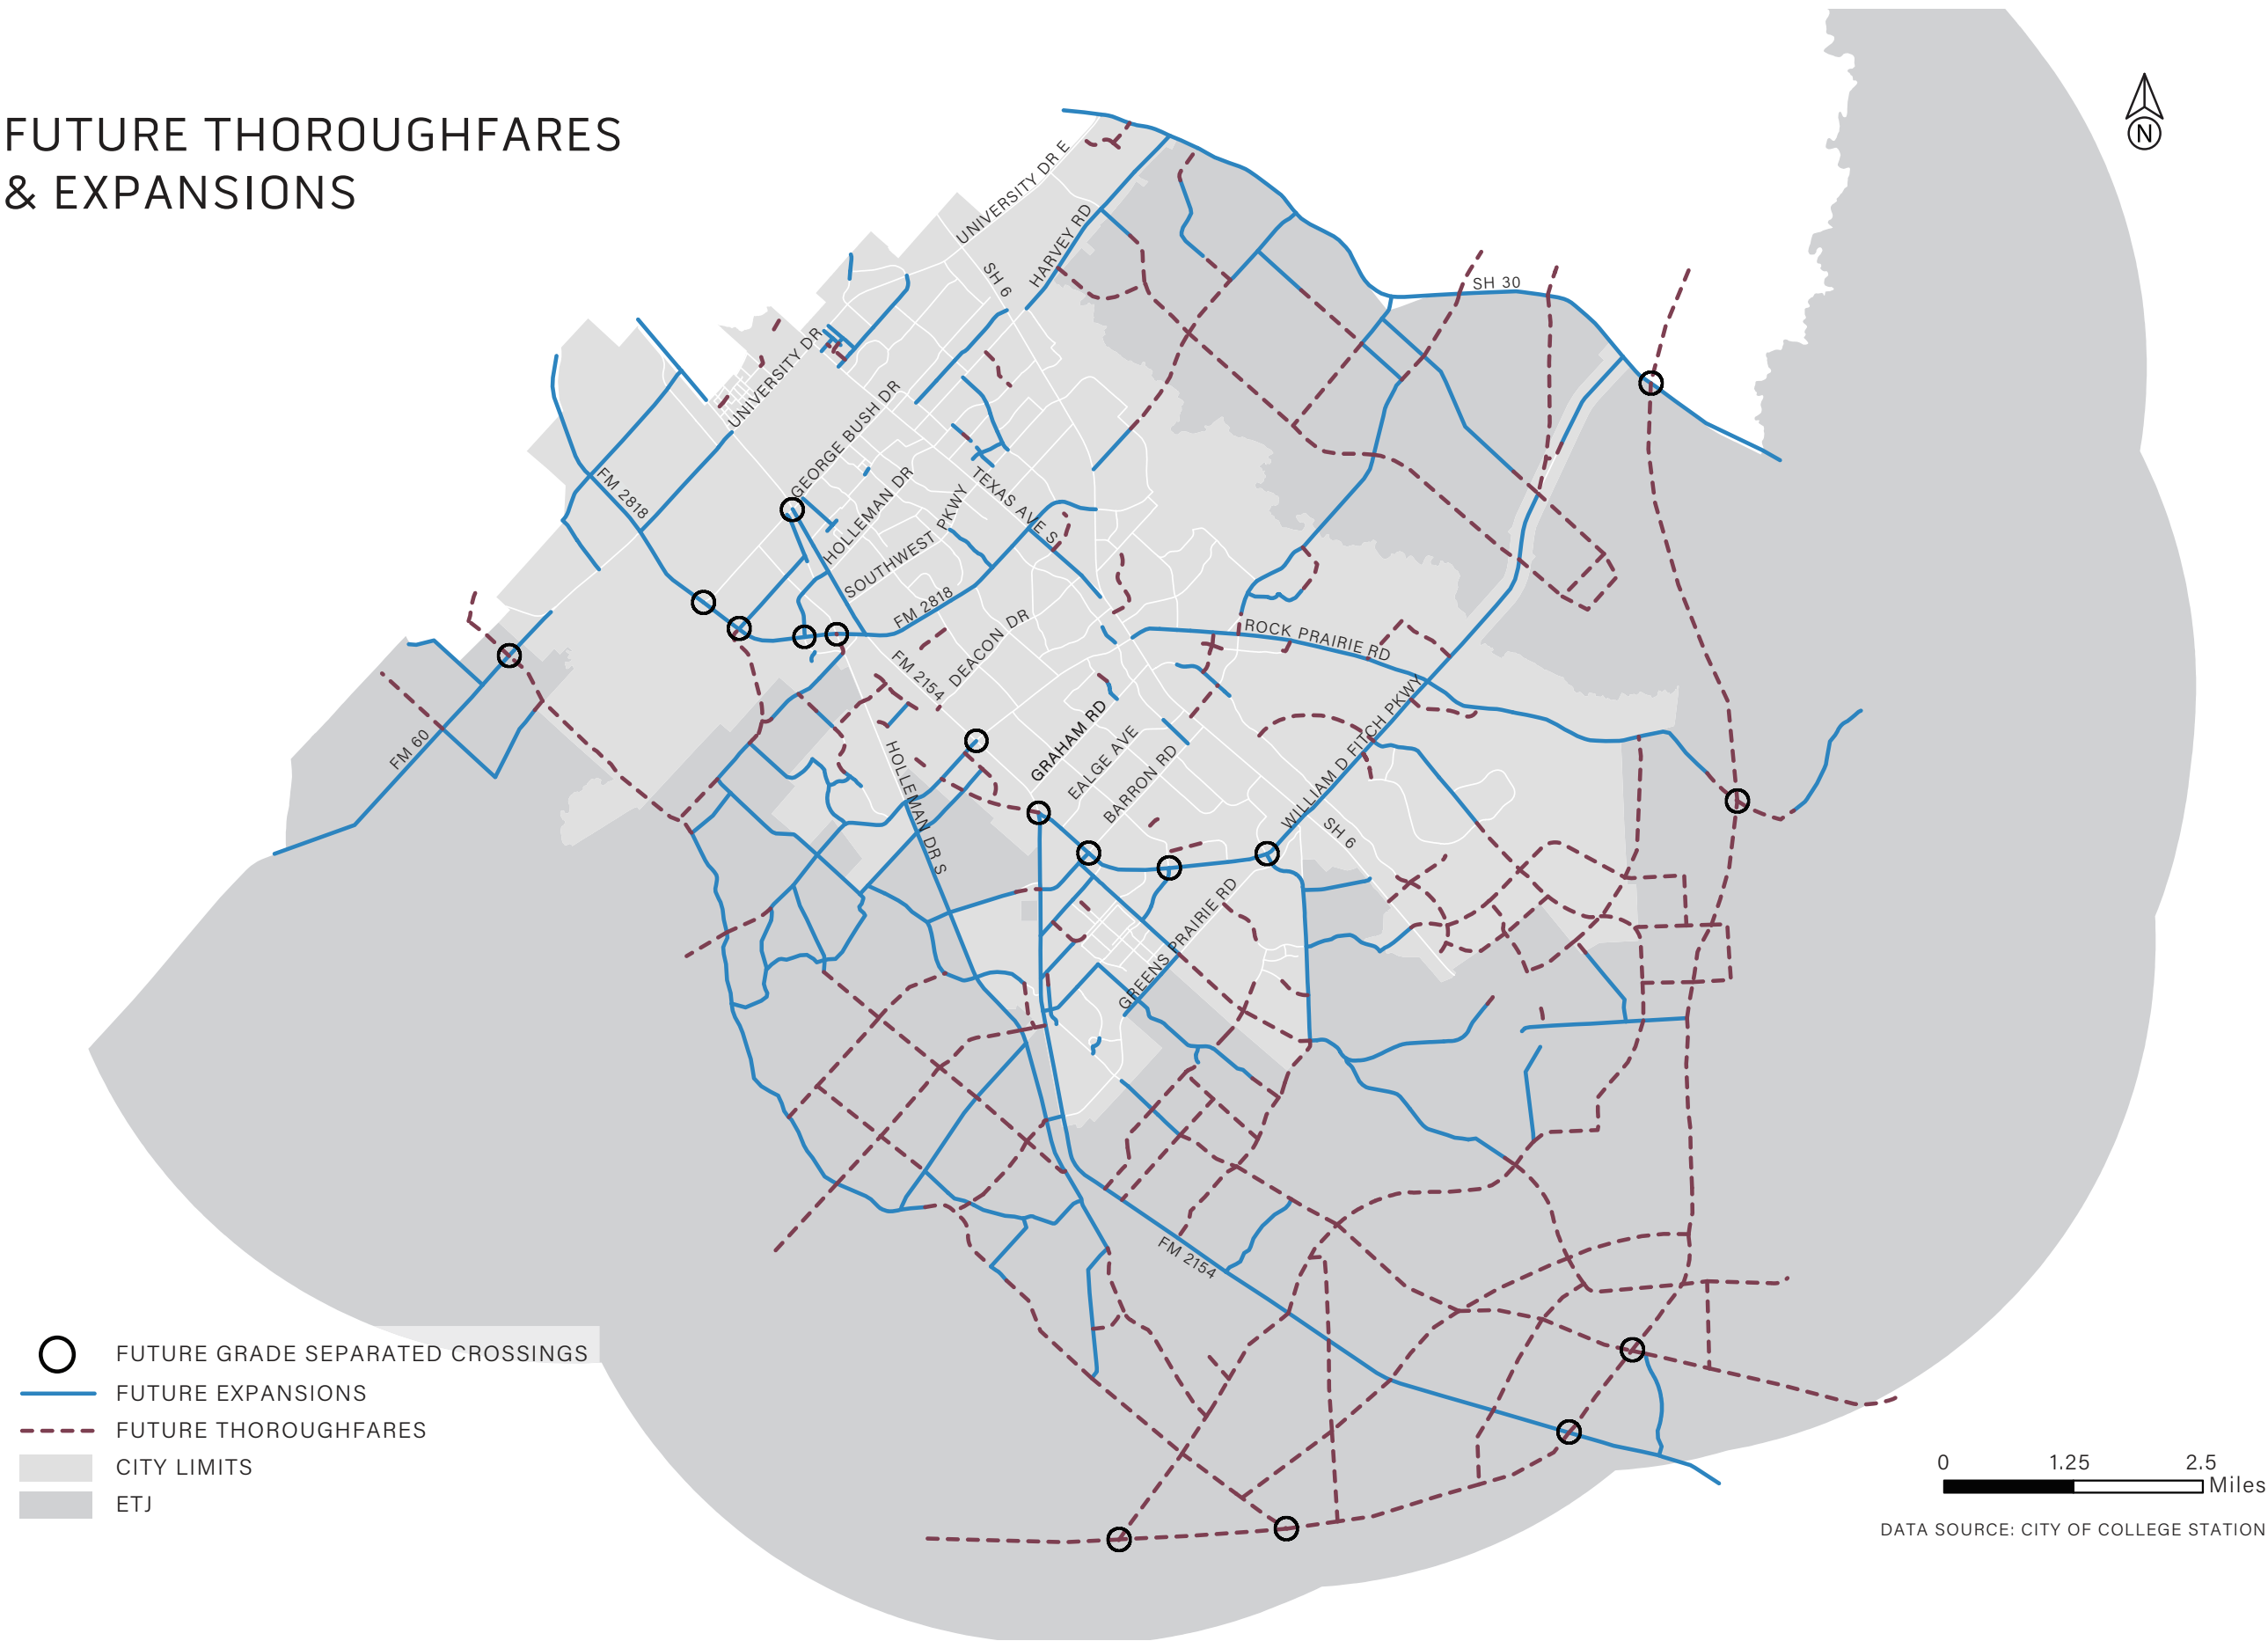 FUTURE THOROUGHFARES
& EXPANSIONS
N
UNIVERSITY DR E
HARVEY RD
SH 6
SH 30
UNIVERSITY DR
GEORGE BUSH DR
FM 2818
HOLLEMAN DR
SOUTHWEST PKWY
TEXAS AVE S
FM 2818
DEACON DR
ROCK PRAIRIE RD
FM 2154
FM 60
GRAHAM RD
EALGE AVE
BARRON RD
WILLIAM D FITCH PKWY
HOLLEMAN DR S
SH 6
GREENS PRAIRIE RD
FM 2154
FUTURE GRADE SEPARATED CROSSINGS
FUTURE EXPANSIONS
FUTURE THOROUGHFARES
CITY LIMITS
ETJ
0 1.25 2.5
Miles
DATA SOURCE: CITY OF COLLEGE STATION